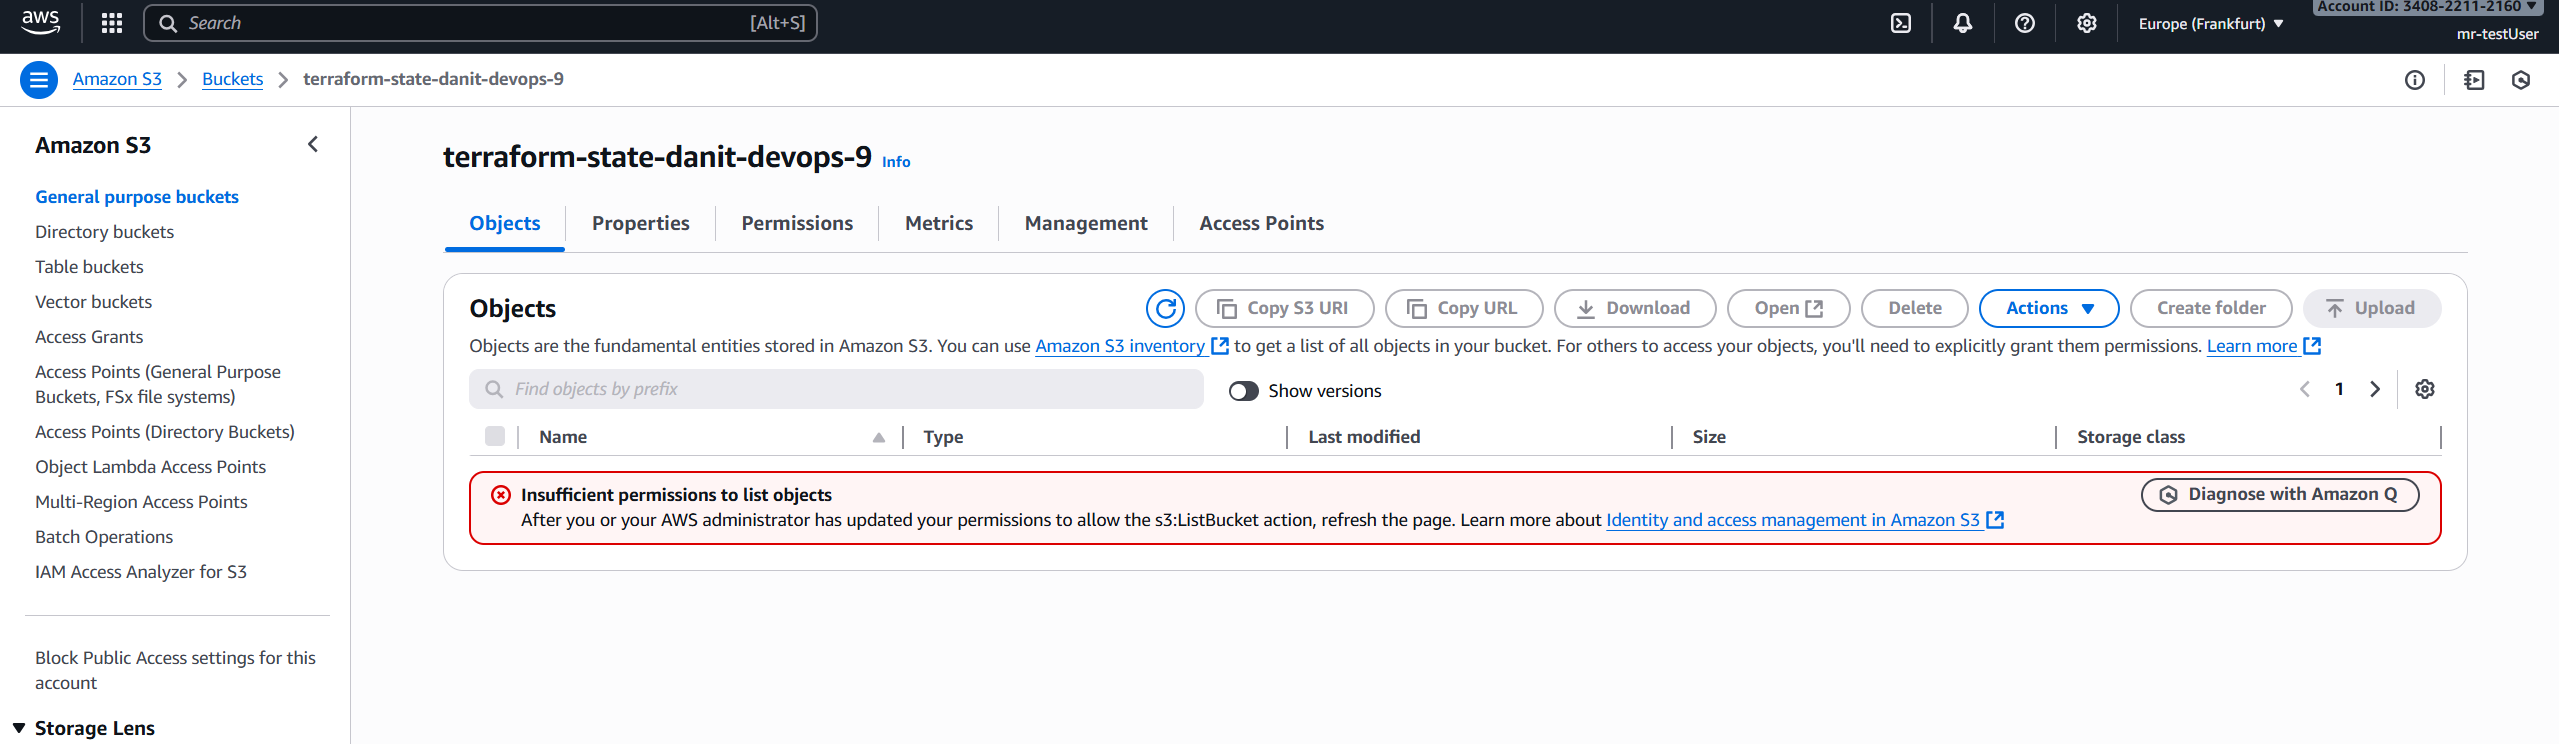 aws
Search
[Alt+S]
Europe (Frankfurt)
Account ID: 3408-2211-2160
mr-testUser
Amazon S3
Buckets
terraform-state-danit-devops-9
Amazon S3
General purpose buckets
Directory buckets
Table buckets
Vector buckets
Access Grants
Access Points (General Purpose
Buckets, FSx file systems)
Access Points (Directory Buckets)
Object Lambda Access Points
Multi-Region Access Points
Batch Operations
IAM Access Analyzer for S3
Block Public Access settings for this
account
Storage Lens
terraform-state-danit-devops-9 Info
Objects
Properties
Permissions
Metrics
Management
Access Points
Objects
Copy S3 URI
Copy URL
Download
Open
Delete
Actions
Create folder
Upload
Objects are the fundamental entities stored in Amazon S3. You can use Amazon S3 inventory to get a list of all objects in your bucket. For others to access your objects, you'll need to explicitly grant them permissions. Learn more
Find objects by prefix
Show versions
1
Name
Type
Last modified
Size
Storage class
Insufficient permissions to list objects
After you or your AWS administrator has updated your permissions to allow the s3:ListBucket action, refresh the page. Learn more about Identity and access management in Amazon S3
Diagnose with Amazon Q